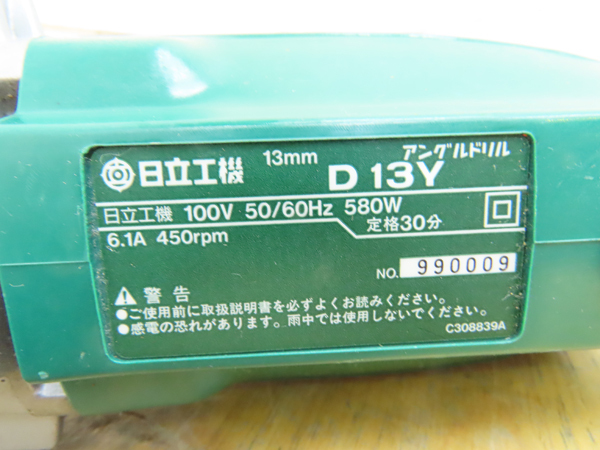 日立工機 13mm D 13Y アングルドリル
日立工機 100V 50/60Hz 580W
6.1A 450rpm 定格30分
NO. 990009
警告
●ご使用前に取扱説明書を必ずよくお読みください。
●感電の恐れがあります。雨中では使用しないでください。
C308839A